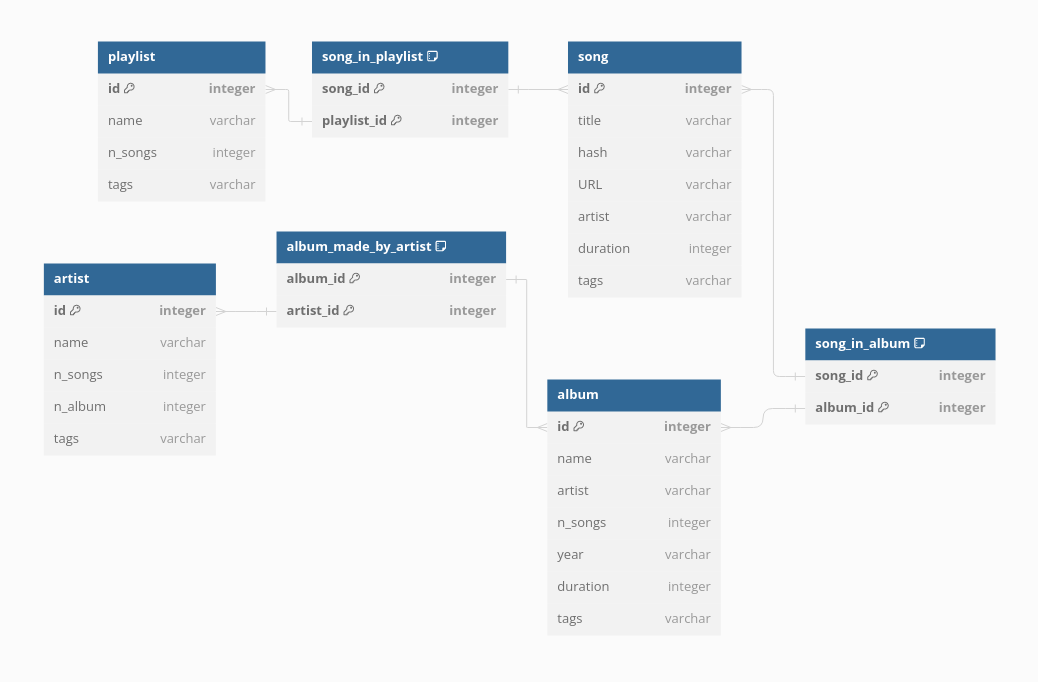 playlist
id integer
name varchar
n_songs integer
tags varchar
song_in_playlist
song_id integer
playlist_id integer
song
id integer
title varchar
hash varchar
URL varchar
artist varchar
duration integer
tags varchar
album_made_by_artist
album_id integer
artist_id integer
artist
id integer
name varchar
n_songs integer
n_album integer
tags varchar
song_in_album
song_id integer
album_id integer
album
id integer
name varchar
artist varchar
n_songs integer
year varchar
duration integer
tags varchar